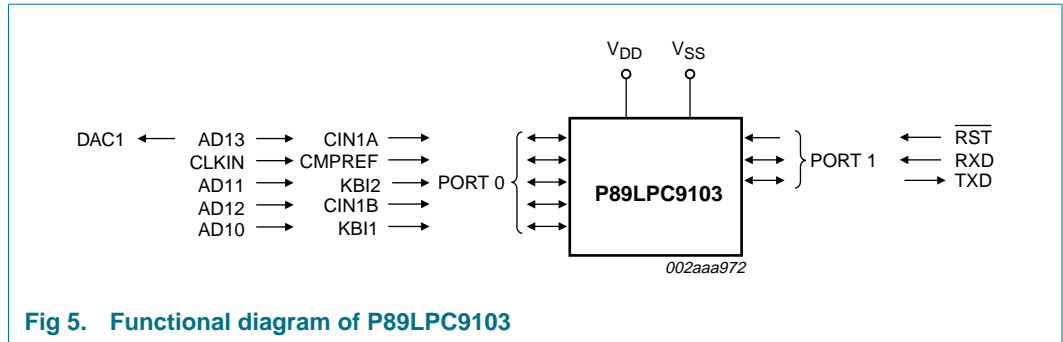 VDD VSS
DAC1 AD13 CIN1A RST
CLKIN CMPREF RXD
AD11 KBI2 PORT 0 P89LPC9103 PORT 1 TXD
AD12 CIN1B
AD10 KBI1
002aaa972
Fig 5. Functional diagram of P89LPC9103